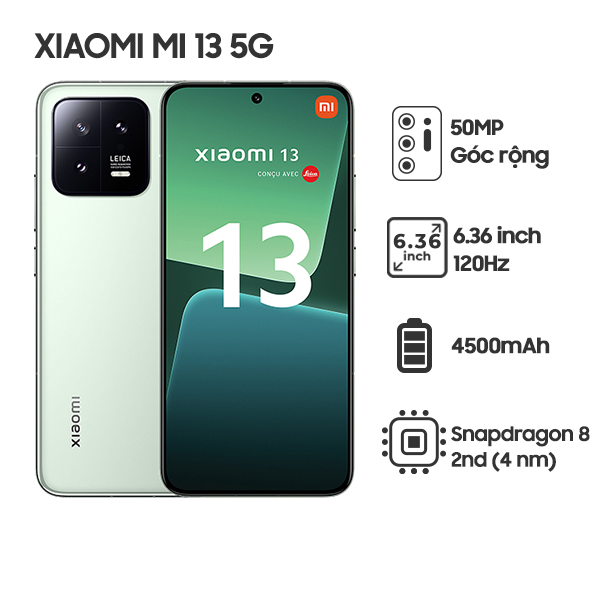 XIAOMI MI 13 5G
LEICA
xiaomi
mi
xiaomi 13
CONÇU AVEC Leica
13
50MP
Góc rộng
6.36
inch
6.36 inch
120Hz
4500mAh
Snapdragon 8
2nd (4 nm)